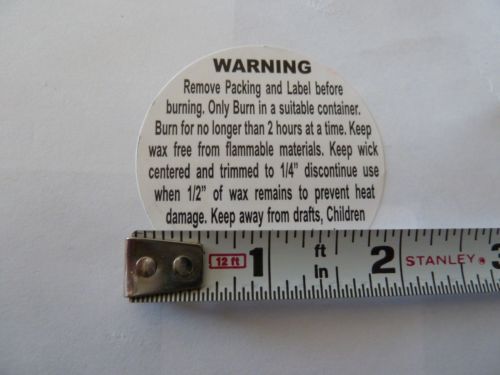 WARNING
Remove Packing and Label before
burning. Only Burn in a suitable container.
Burn for no longer than 2 hours at a time. Keep
wax free from flammable materials. Keep wick
centered and trimmed to 1/4” discontinue use
when 1/2” of wax remains to prevent heat
damage. Keep away from drafts, Children
12 ft 1 ft in 2 STANLEY 3